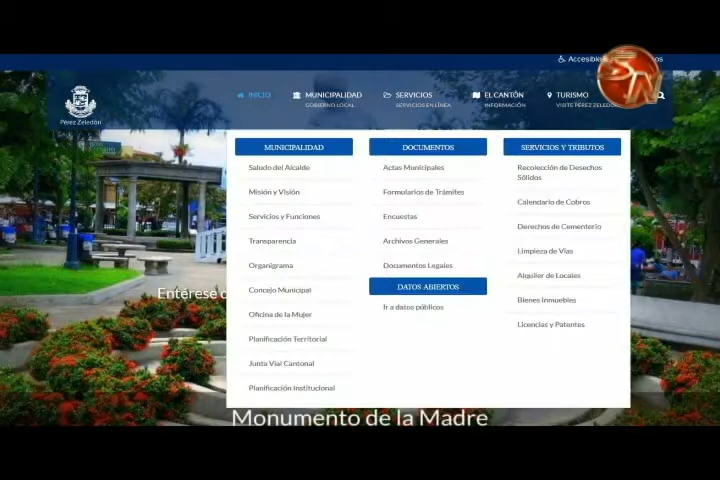 Accesible
SN
INICIO
MUNICIPALIDAD
GOBIERNO LOCAL
SERVICIOS
SERVICIOS EN LÍNEA
EL CANTÓN
INFORMACIÓN
TURISMO
VISITE PÉREZ ZELEDÓN
Pérez Zeledón
MUNICIPALIDAD
Saludo del Alcalde
Misión y Visión
Servicios y Funciones
Transparencia
Organigrama
Concejo Municipal
Oficina de la Mujer
Planificación Territorial
Junta Vial Cantonal
Planificación Institucional
DOCUMENTOS
Actas Municipales
Formularios de Trámites
Encuestas
Archivos Generales
Documentos Legales
DATOS ABIERTOS
Ir a datos públicos
SERVICIOS Y TRIBUTOS
Recolección de Desechos
Sólidos
Calendario de Cobros
Derechos de Cementerio
Limpieza de Vías
Alquiler de Locales
Bienes Inmuebles
Licencias y Patentes
Entérese
Monumento de la Madre